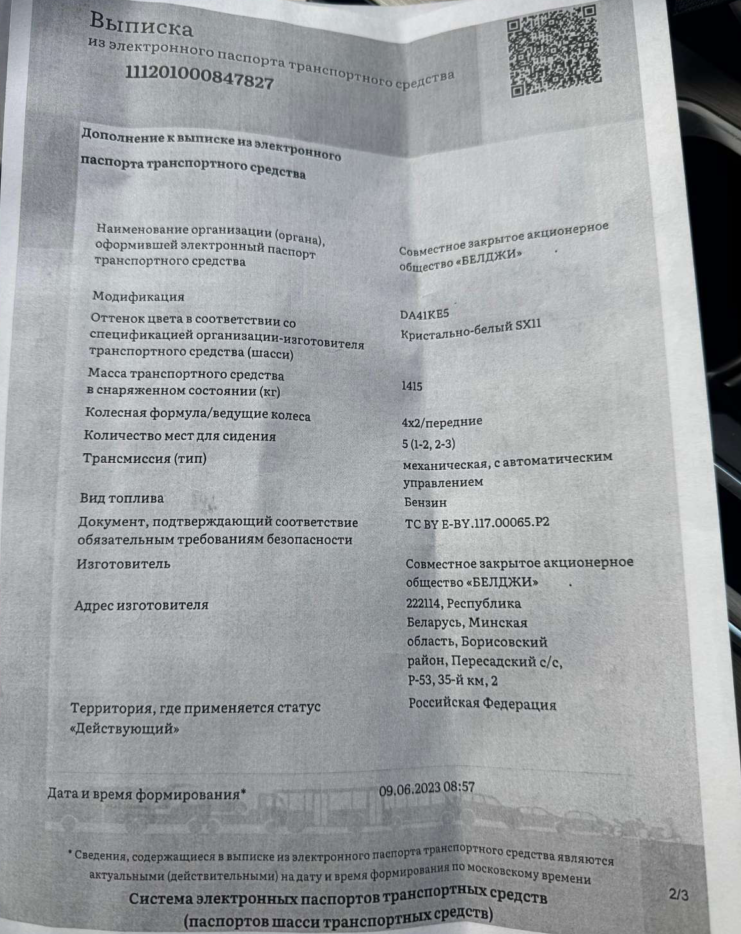 Выписка
из электронного паспорта транспортного средства
111201000847827
Дополнение к выписке из электронного
паспорта транспортного средства
Наименование организации (органа),
оформившей электронный паспорт
транспортного средства
Совместное закрытое акционерное
общество «БЕЛДЖИ»
Модификация
DA41KE5
Оттенок цвета в соответствии со
спецификацией организации-изготовителя
транспортного средства (шасси)
Кристально-белый SX11
Масса транспортного средства
в снаряженном состоянии (кг)
1415
Колесная формула/ведущие колеса
4x2/передние
Количество мест для сидения
5 (1-2, 2-3)
Трансмиссия (тип)
механическая, с автоматическим
управлением
Вид топлива
Бензин
Документ, подтверждающий соответствие
обязательным требованиям безопасности
ТС BY E-BY.117.00065.P2
Изготовитель
Совместное закрытое акционерное
общество «БЕЛДЖИ»
Адрес изготовителя
222114, Республика
Беларусь, Минская
область, Борисовский
район, Пересадский с/с,
Р-53, 35-й км, 2
Территория, где применяется статус
«Действующий»
Российская Федерация
Дата и время формирования*
09.06.2023 08:57
* Сведения, содержащиеся в выписке из электронного паспорта транспортного средства являются
актуальными (действительными) на дату и время формирования по московскому времени
Система электронных паспортов транспортных средств
(паспортов шасси транспортных средств)
2/3